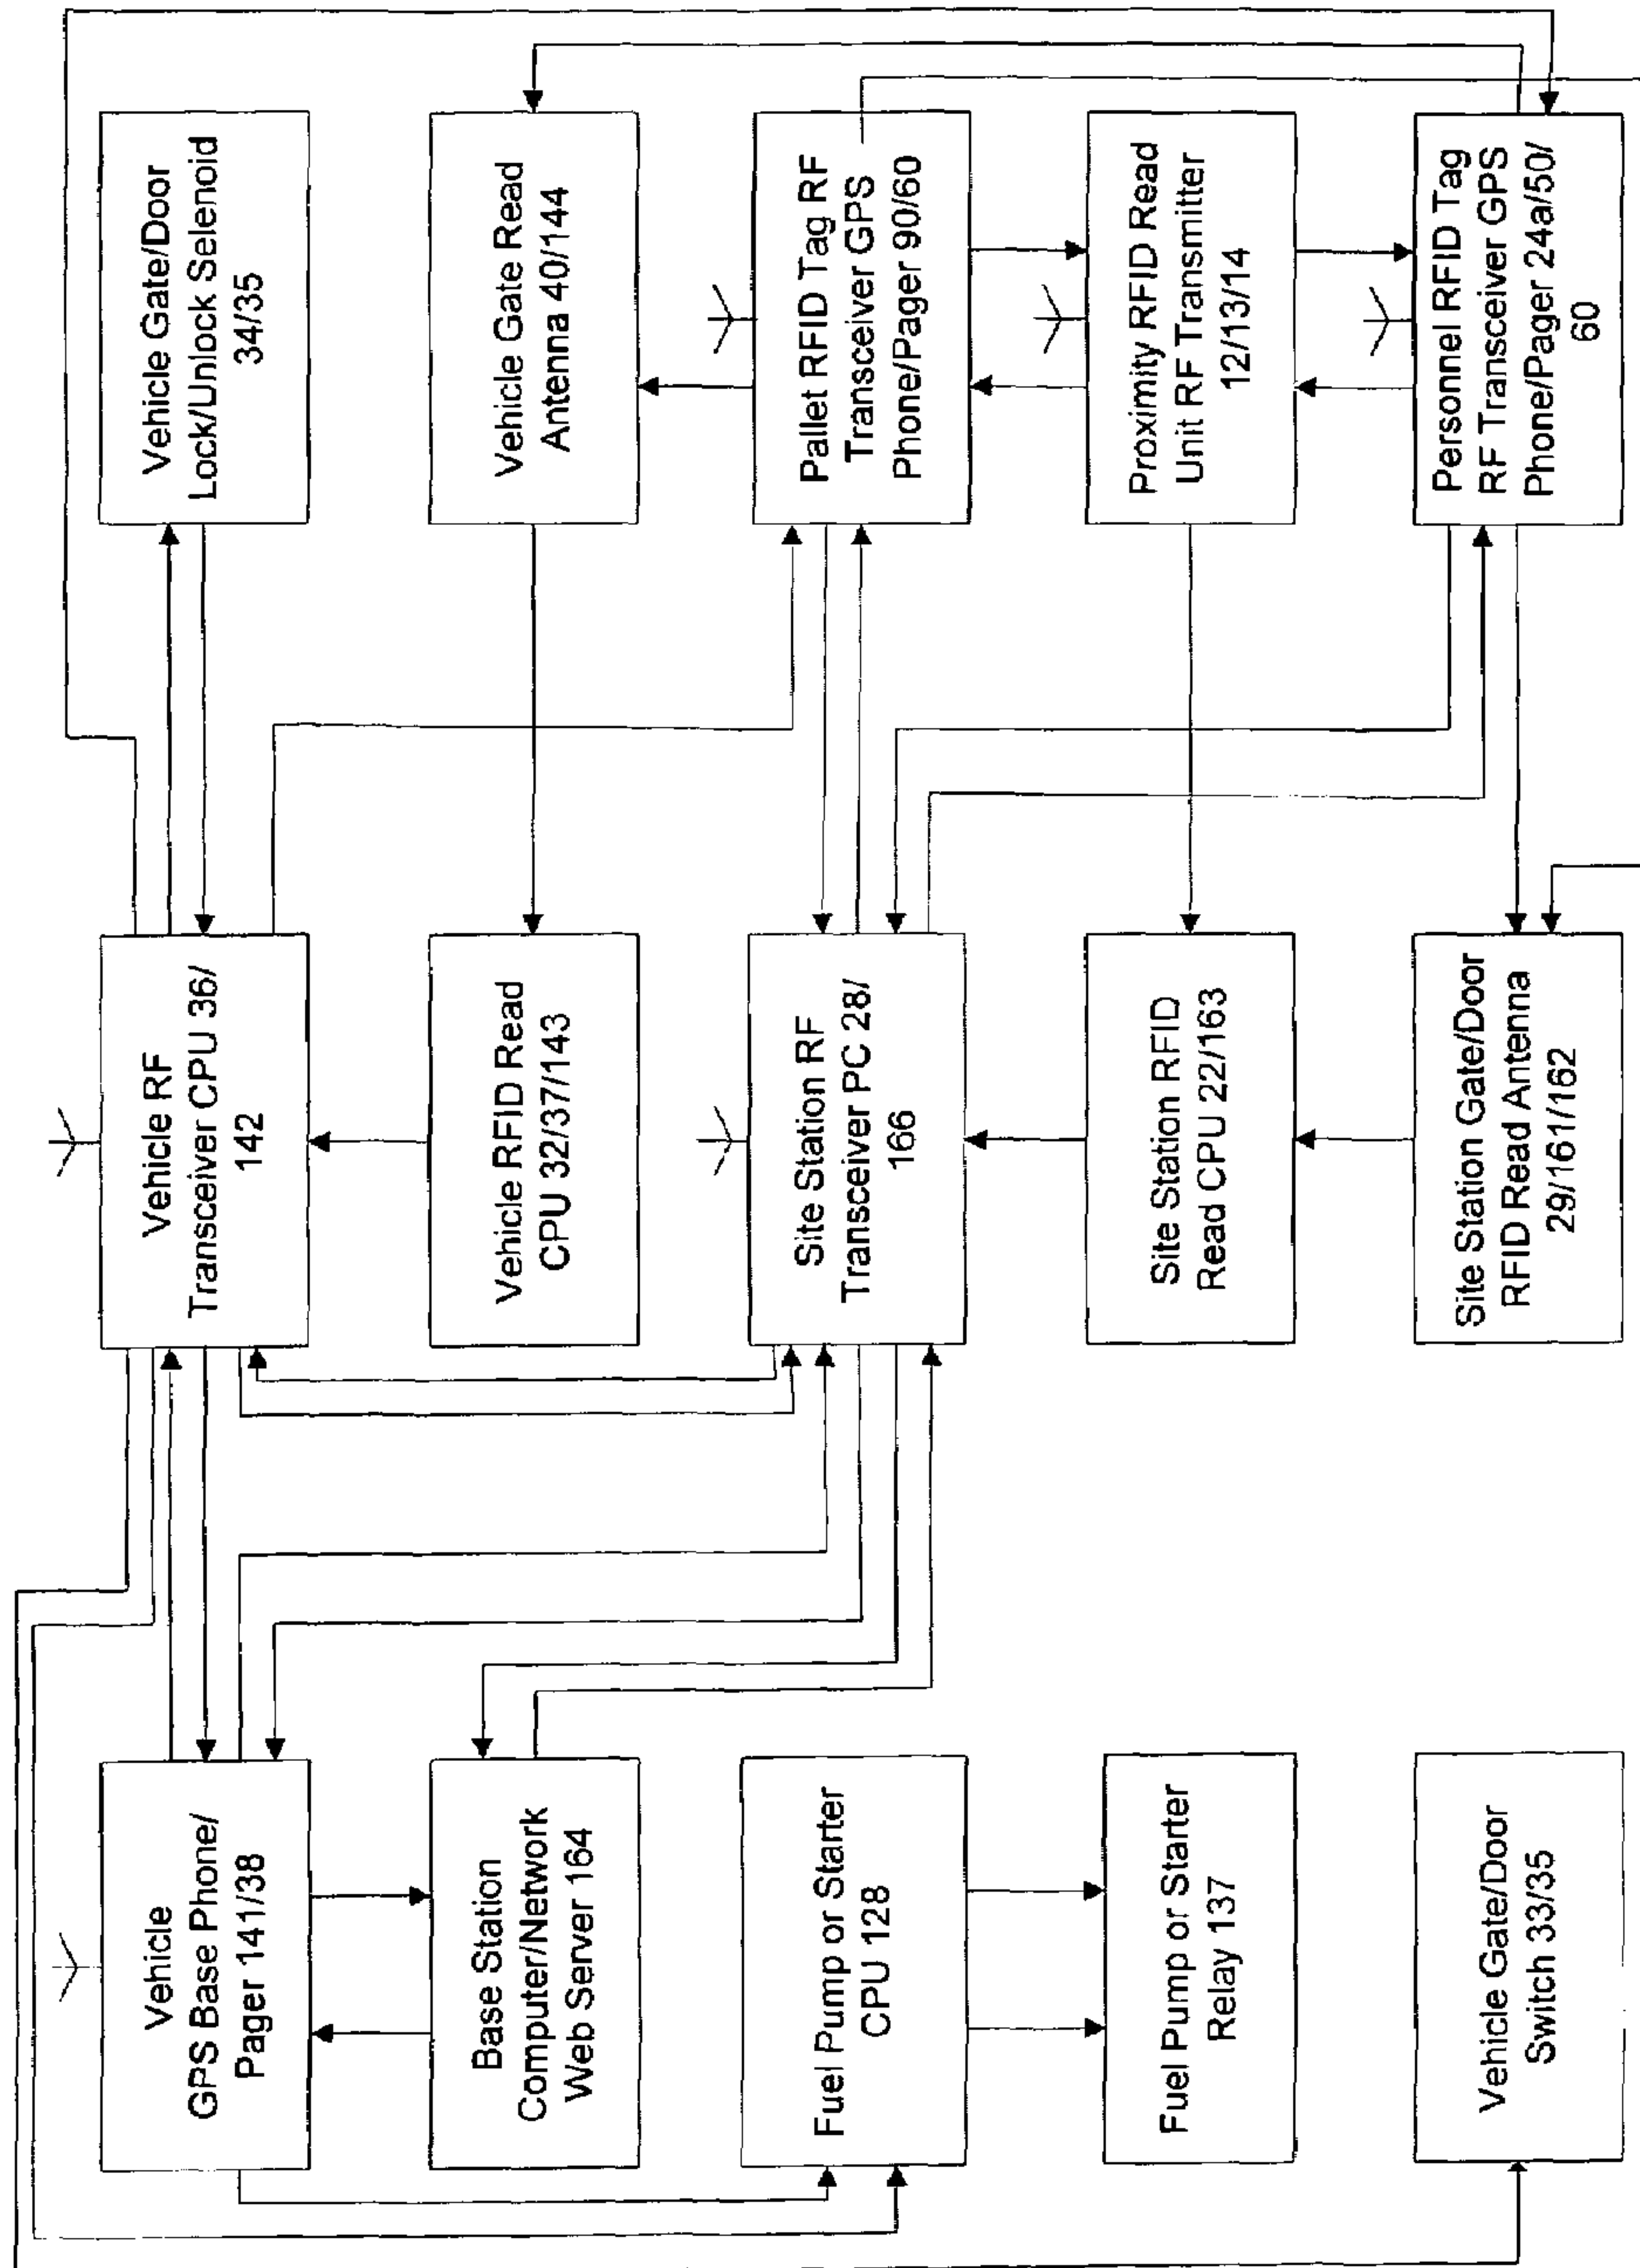 Vehicle
GPS Base Phone/
Pager 141/38
Vehicle RF
Transceiver CPU 36/
142
Vehicle Gate/Door
Lock/Unlock Selenoid
34/35
Base Station
Computer/Network
Web Server 164
Vehicle RFID Read
CPU 32/37/143
Vehicle Gate Read
Antenna 40/144
Fuel Pump or Starter
CPU 128
Site Station RF
Transceiver PC 28/
166
Pallet RFID Tag RF
Transceiver GPS
Phone/Pager 90/60
Fuel Pump or Starter
Relay 137
Site Station RFID
Read CPU 22/163
Proximity RFID Read
Unit RF Transmitter
12/13/14
Vehicle Gate/Door
Switch 33/35
Site Station Gate/Door
RFID Read Antenna
29/161/162
Personnel RFID Tag
RF Transceiver GPS
Phone/Pager 24a/50/
60